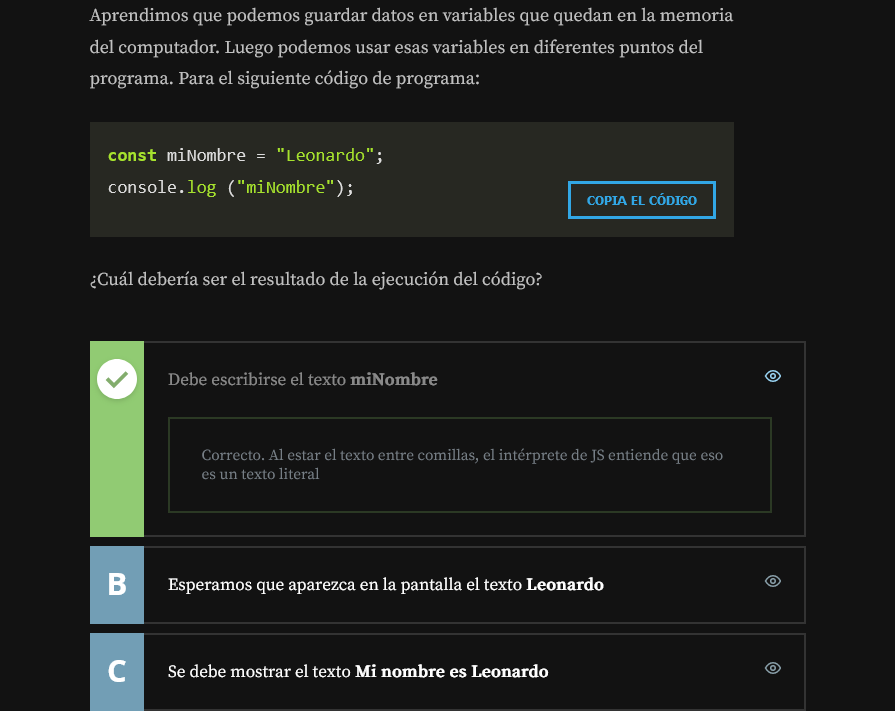 Aprendimos que podemos guardar datos en variables que quedan en la memoria
del computador. Luego podemos usar esas variables en diferentes puntos del
programa. Para el siguiente código de programa:
const miNombre = "Leonardo";
console.log ("miNombre");
COPIA EL CÓDIGO
¿Cuál debería ser el resultado de la ejecución del código?
Debe escribirse el texto miNombre
Correcto. Al estar el texto entre comillas, el intérprete de JS entiende que eso
es un texto literal
B
Esperamos que aparezca en la pantalla el texto Leonardo
C
Se debe mostrar el texto Mi nombre es Leonardo